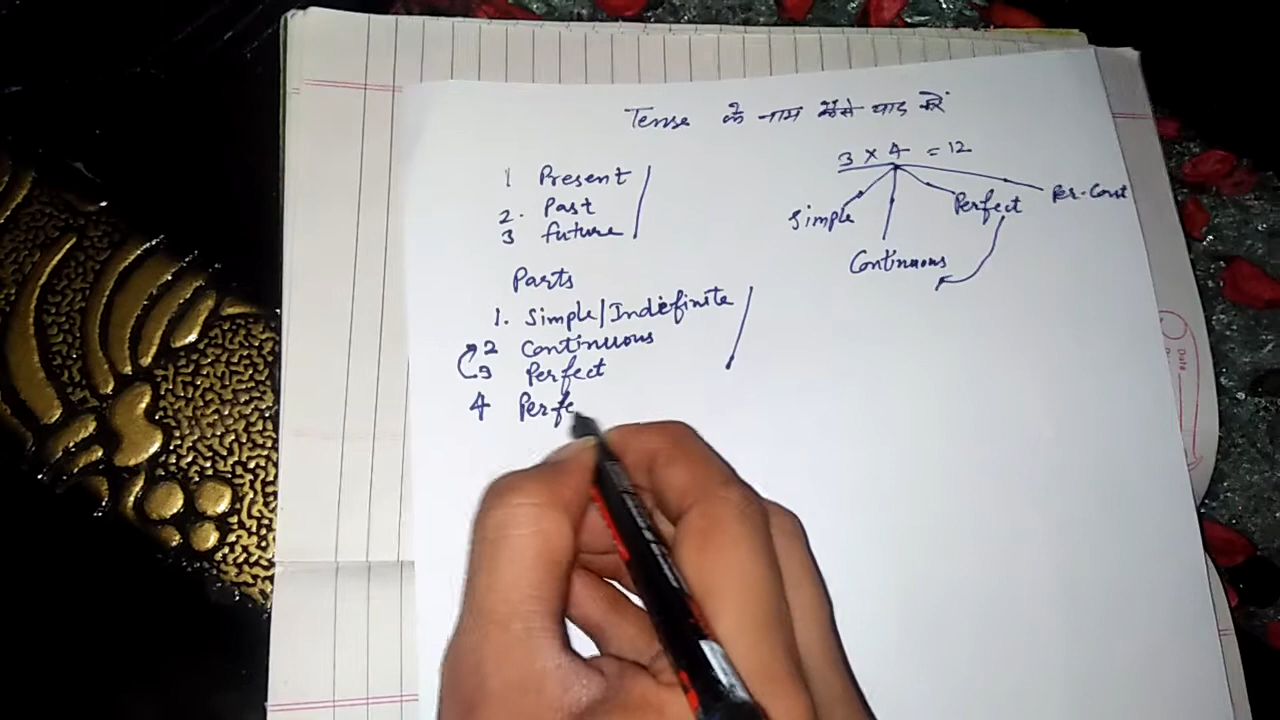 Tense के नाम कैसे याद करें
3 x 4 = 12
1 Present
2. Past
3 future
Simple
Continuous
Perfect
Per-Cont
Parts
1. Simple/Indefinite
2 Continuous
3 Perfect
4 Perfe